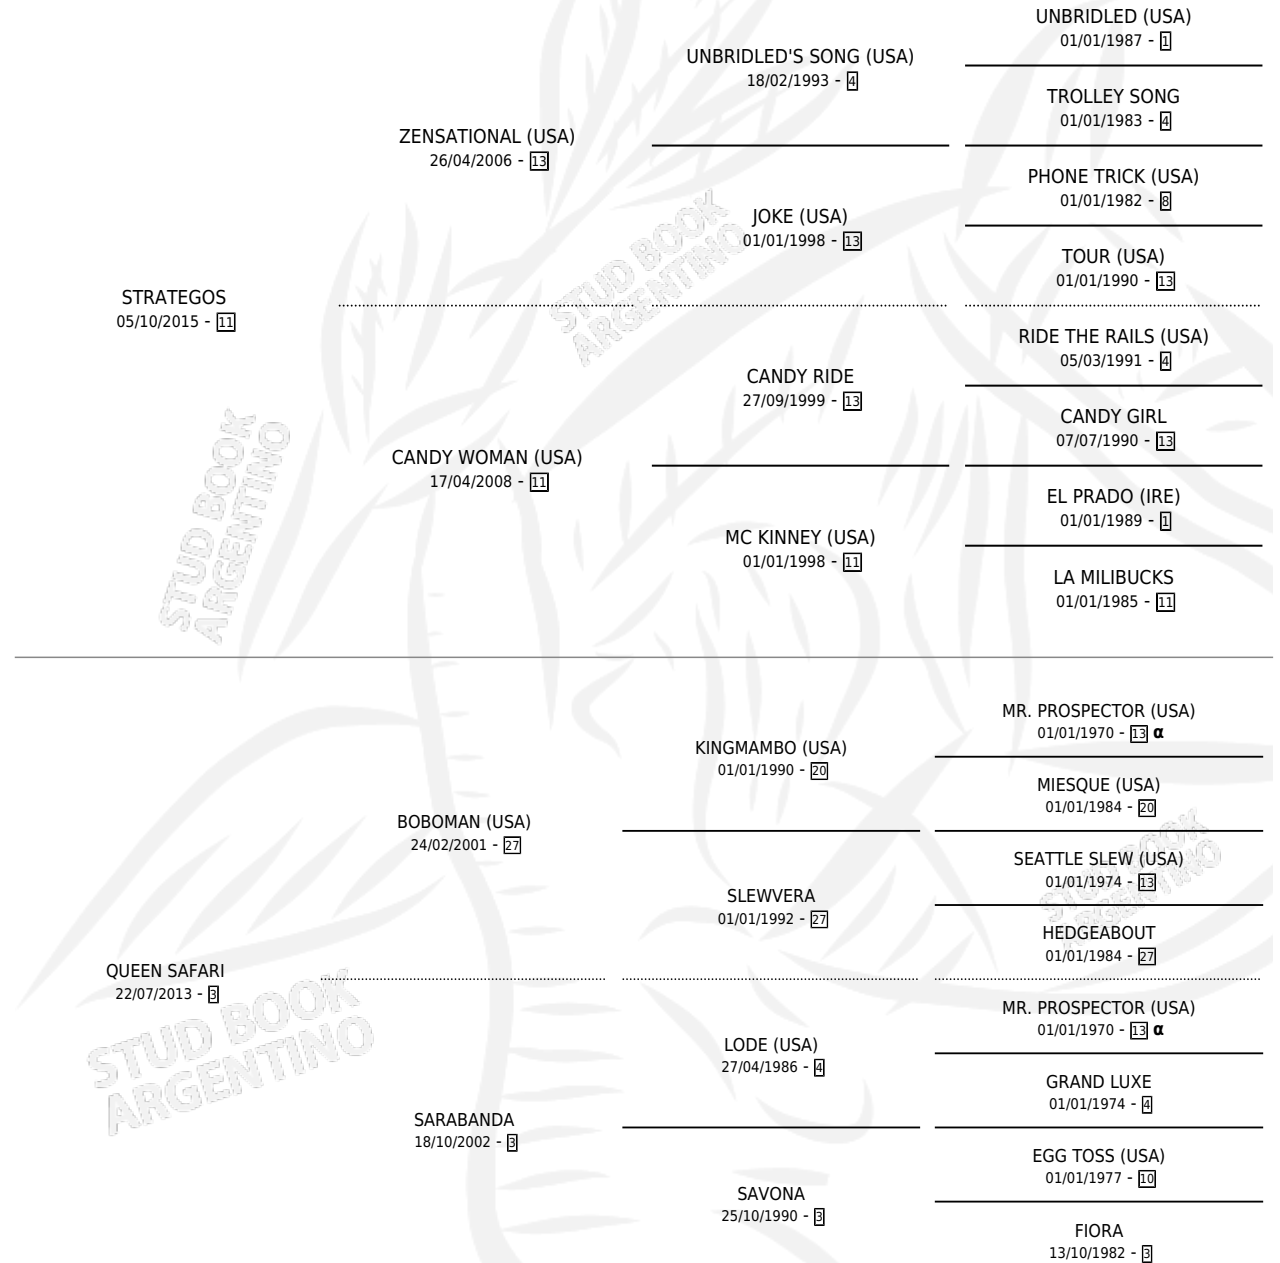 UNBRIDLED (USA)
01/01/1987 - 1
UNBRIDLED'S SONG (USA)
18/02/1993 - 4
TROLLEY SONG
01/01/1983 - 4
ZENSATIONAL (USA)
26/04/2006 - 13
PHONE TRICK (USA)
01/01/1982 - 8
JOKE (USA)
01/01/1998 - 13
TOUR (USA)
01/01/1990 - 13
STRATEGOS
05/10/2015 - 11
RIDE THE RAILS (USA)
05/03/1991 - 4
CANDY RIDE
27/09/1999 - 13
CANDY GIRL
07/07/1990 - 13
CANDY WOMAN (USA)
17/04/2008 - 11
EL PRADO (IRE)
01/01/1989 - 1
MC KINNEY (USA)
01/01/1998 - 11
LA MILIBUCKS
01/01/1985 - 11
MR. PROSPECTOR (USA)
01/01/1970 - 13 α
KINGMAMBO (USA)
01/01/1990 - 20
MIESQUE (USA)
01/01/1984 - 20
BOBOMAN (USA)
24/02/2001 - 27
SEATTLE SLEW (USA)
01/01/1974 - 13
SLEWVERA
01/01/1992 - 27
HEDGEABOUT
01/01/1984 - 27
QUEEN SAFARI
22/07/2013 - 3
MR. PROSPECTOR (USA)
01/01/1970 - 13 α
LODE (USA)
27/04/1986 - 4
GRAND LUXE
01/01/1974 - 4
SARABANDA
18/10/2002 - 3
EGG TOSS (USA)
01/01/1977 - 10
SAVONA
25/10/1990 - 3
FIORA
13/10/1982 - 3
STUD BOOK
ARGENTINO
STUD BOOK
ARGENTINO
STUD BOOK
ARGENTINO
STUD BOOK
ARGENTINO